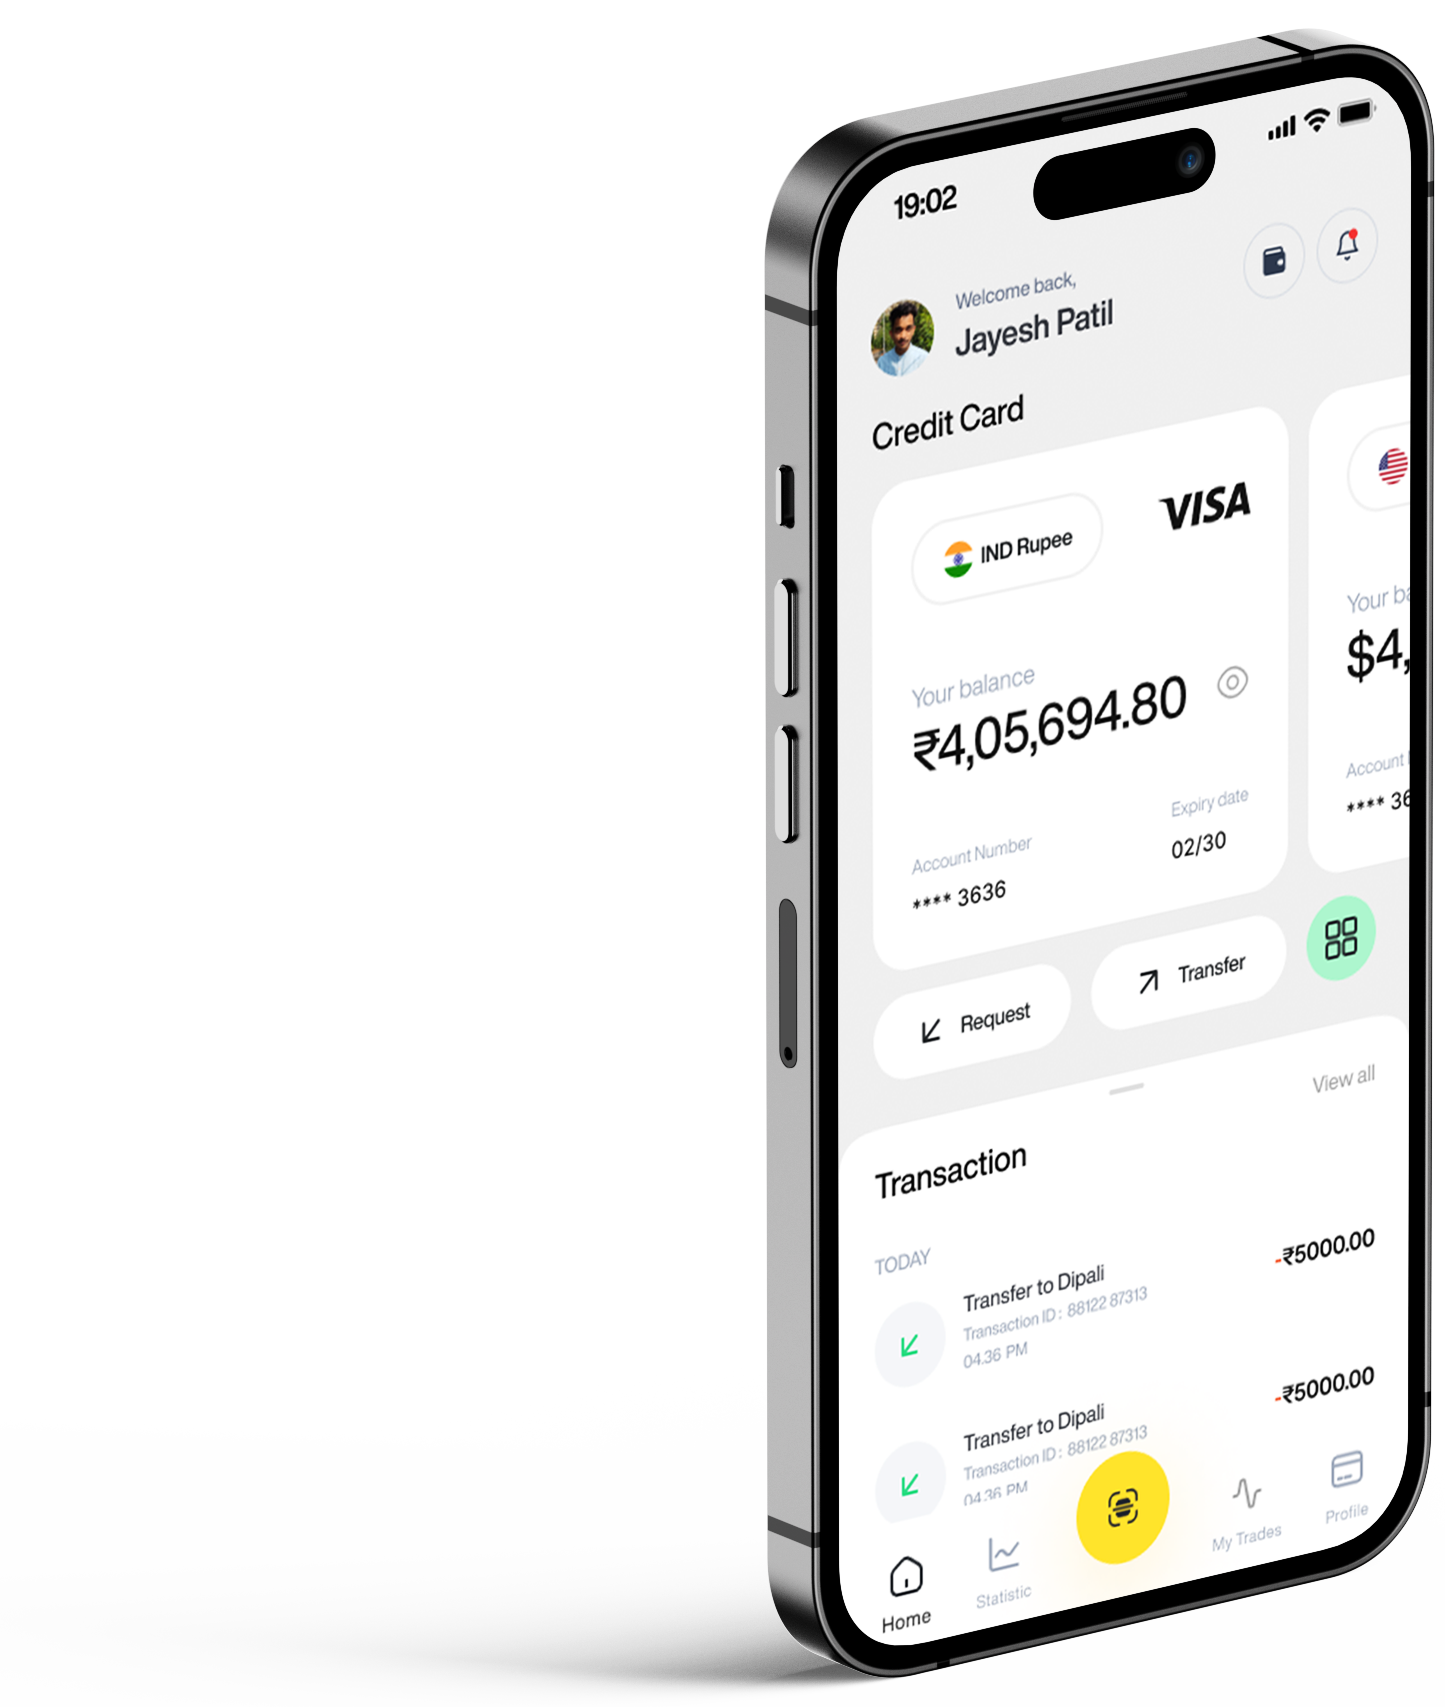 19:02
Welcome back,
Jayesh Patil
Credit Card
IND Rupee
VISA
Your balance
₹4,05,694.80
Account Number
**** 3636
Expiry date
02/30
Your ba
$4,
Account
**** 36
Request
Transfer
View all
Transaction
TODAY
Transfer to Dipali
-₹5000.00
Transaction ID : 88122 87313
04.36 PM
Transfer to Dipali
-₹5000.00
Transaction ID : 88122 87313
04.36 PM
Home
Statistic
My Trades
Profile